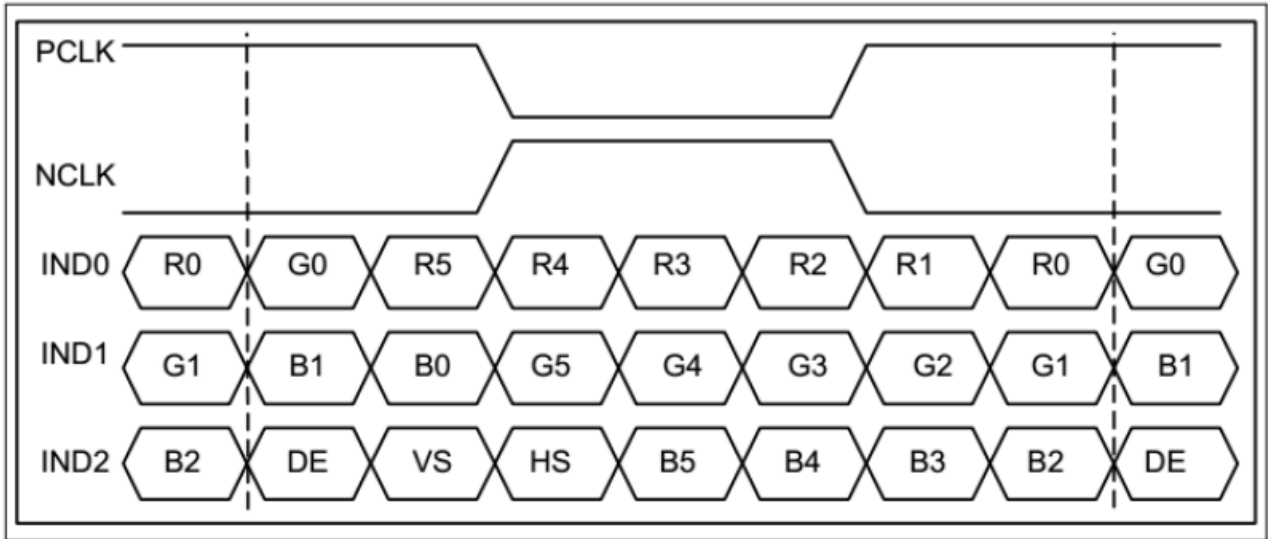 PCLK
NCLK
IND0 R0 G0 R5 R4 R3 R2 R1 R0 G0
IND1 G1 B1 B0 G5 G4 G3 G2 G1 B1
IND2 B2 DE VS HS B5 B4 B3 B2 DE